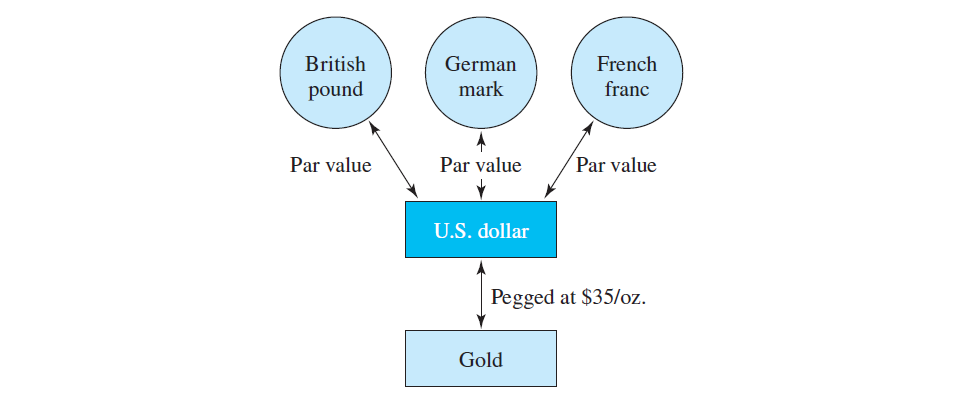 British
pound
German
mark
French
franc
Par value
Par value
Par value
U.S. dollar
Pegged at $35/oz.
Gold